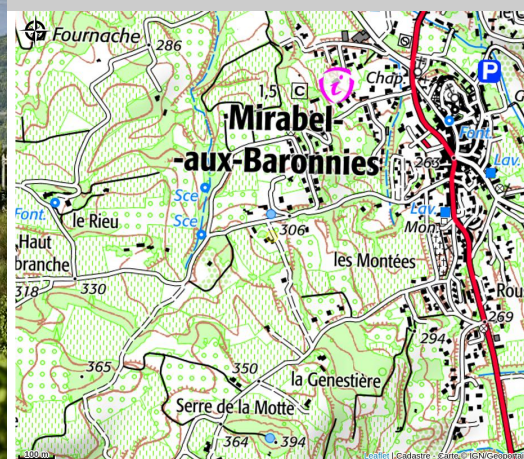 Fournache
286
1,5
C
i
Chap.
P
Mirabel-
-aux-Baronnies
Font.
263
Lav.
Sce
Font.
le Rieu
Sce
306
Lav.
Mon.
5
Haut
branche
les Montées
318
330
Rou
269
294
365
350
la Genestière
Serre de la Motte
364
394
100 m
Leaflet | Cadastre - Carte © IGN/Geoportail